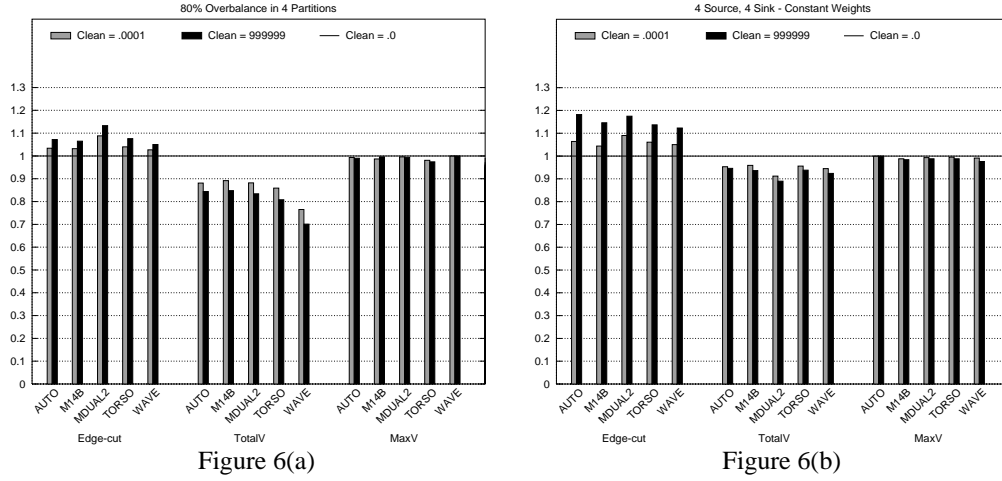 80% Overbalance in 4 Partitions
Clean = .0001
Clean = 999999
Clean = .0
1.3
1.2
1.1
1
0.9
0.8
0.7
0.6
0.5
0.4
0.3
0.2
0.1
0
AUTO
M14B
MDUAL2
TORSO
WAVE
AUTO
M14B
MDUAL2
TORSO
WAVE
AUTO
M14B
MDUAL2
TORSO
WAVE
Edge-cut
TotalV
MaxV
Figure 6(a)
4 Source, 4 Sink - Constant Weights
Clean = .0001
Clean = 999999
Clean = .0
1.3
1.2
1.1
1
0.9
0.8
0.7
0.6
0.5
0.4
0.3
0.2
0.1
0
AUTO
M14B
MDUAL2
TORSO
WAVE
AUTO
M14B
MDUAL2
TORSO
WAVE
AUTO
M14B
MDUAL2
TORSO
WAVE
Edge-cut
TotalV
MaxV
Figure 6(b)